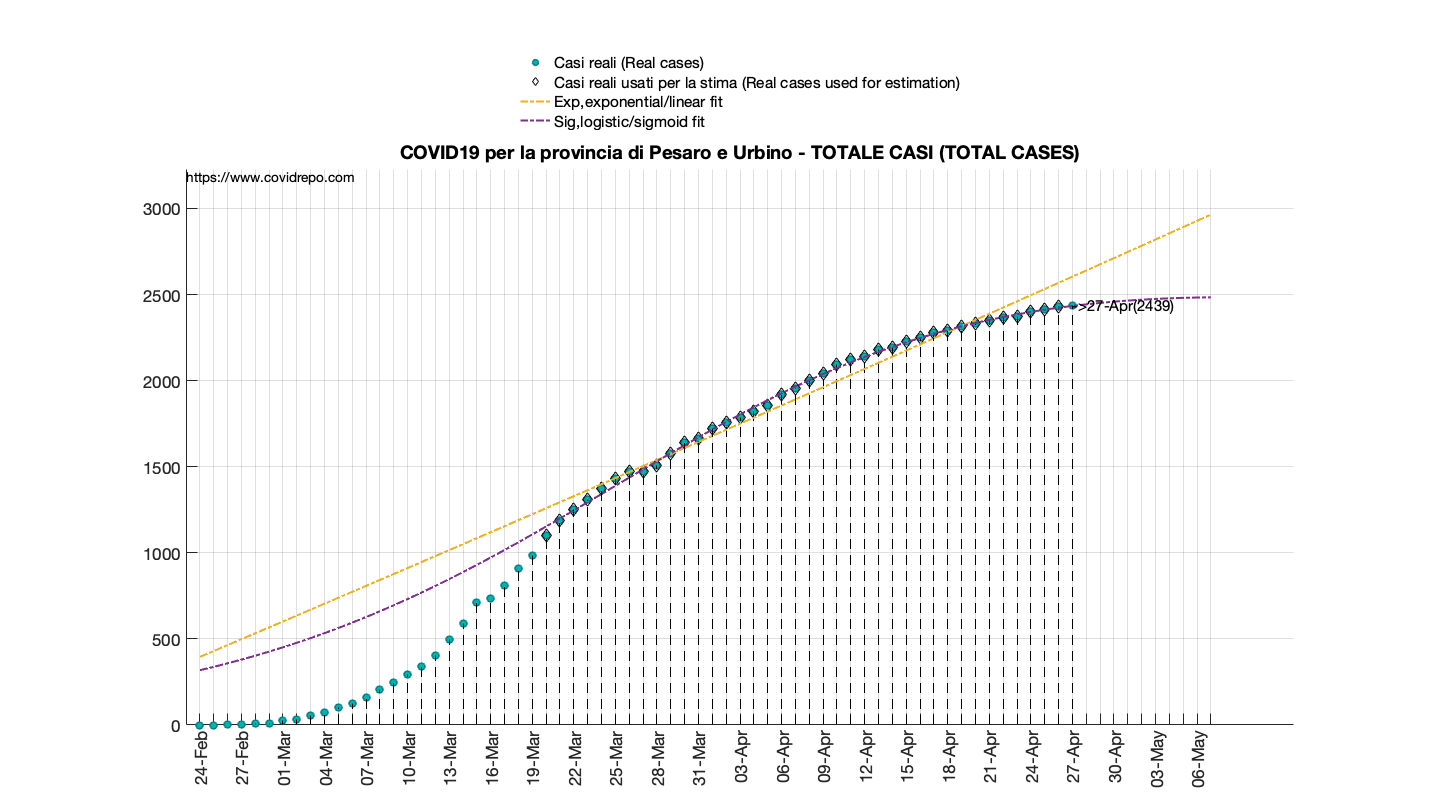 Casi reali (Real cases)
Casi reali usati per la stima (Real cases used for estimation)
Exp,exponential/linear fit
Sig,logistic/sigmoid fit
COVID19 per la provincia di Pesaro e Urbino - TOTALE CASI (TOTAL CASES)
https://www.covidrepo.com
3000
2500
2000
1500
1000
500
0
->27-Apr(2439)
24-Feb
27-Feb
01-Mar
04-Mar
07-Mar
10-Mar
13-Mar
16-Mar
19-Mar
22-Mar
25-Mar
28-Mar
31-Mar
03-Apr
06-Apr
09-Apr
12-Apr
15-Apr
18-Apr
21-Apr
24-Apr
27-Apr
30-Apr
03-May
06-May